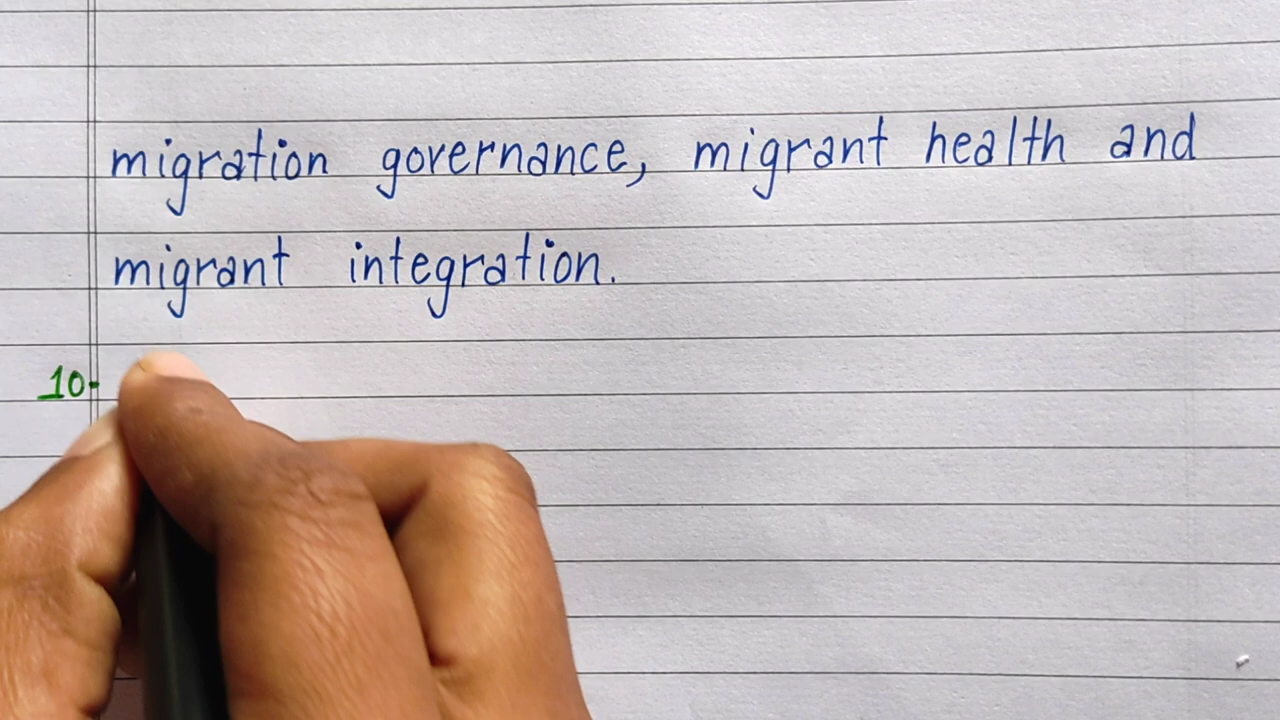 migration governance, migrant health and
migrant integration.
10-